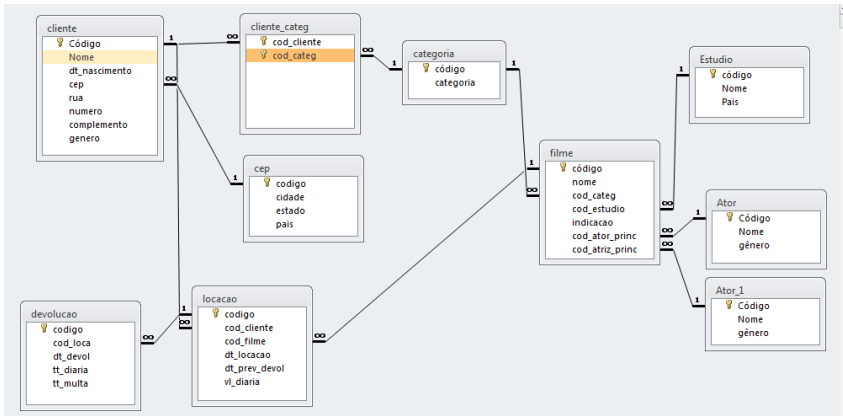 cliente
Código
Nome
dt_nascimento
cep
rua
numero
complemento
genero
1
∞
cliente_categ
cod_cliente
cod_categ
∞
∞
categoria
código
categoria
1
1
Estudio
código
Nome
Pais
1
cep
codigo
cidade
estado
pais
1
filme
código
nome
cod_categ
cod_estudio
indicacao
cod_ator_princ
cod_atriz_princ
1
∞
∞
∞
∞
Ator
Código
Nome
gênero
1
Ator_1
Código
Nome
gênero
1
devolucao
codigo
cod_loca
dt_devol
tt_diaria
tt_multa
∞
locacao
codigo
cod_cliente
cod_filme
dt_locacao
dt_prev_devol
vl_diaria
1
∞
∞